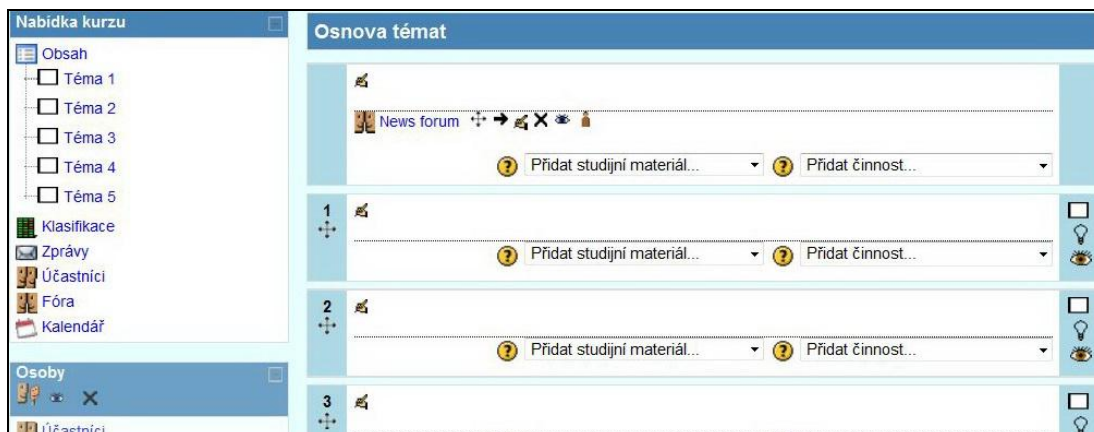 Nabídka kurzu
Obsah
Téma 1
Téma 2
Téma 3
Téma 4
Téma 5
Klasifikace
Zprávy
Účastníci
Fóra
Kalendář
Osoby
Účastníci
Osnova témat
News forum
? Přidat studijní materiál... ? Přidat činnost...
1
? Přidat studijní materiál... ? Přidat činnost...
2
? Přidat studijní materiál... ? Přidat činnost...
3